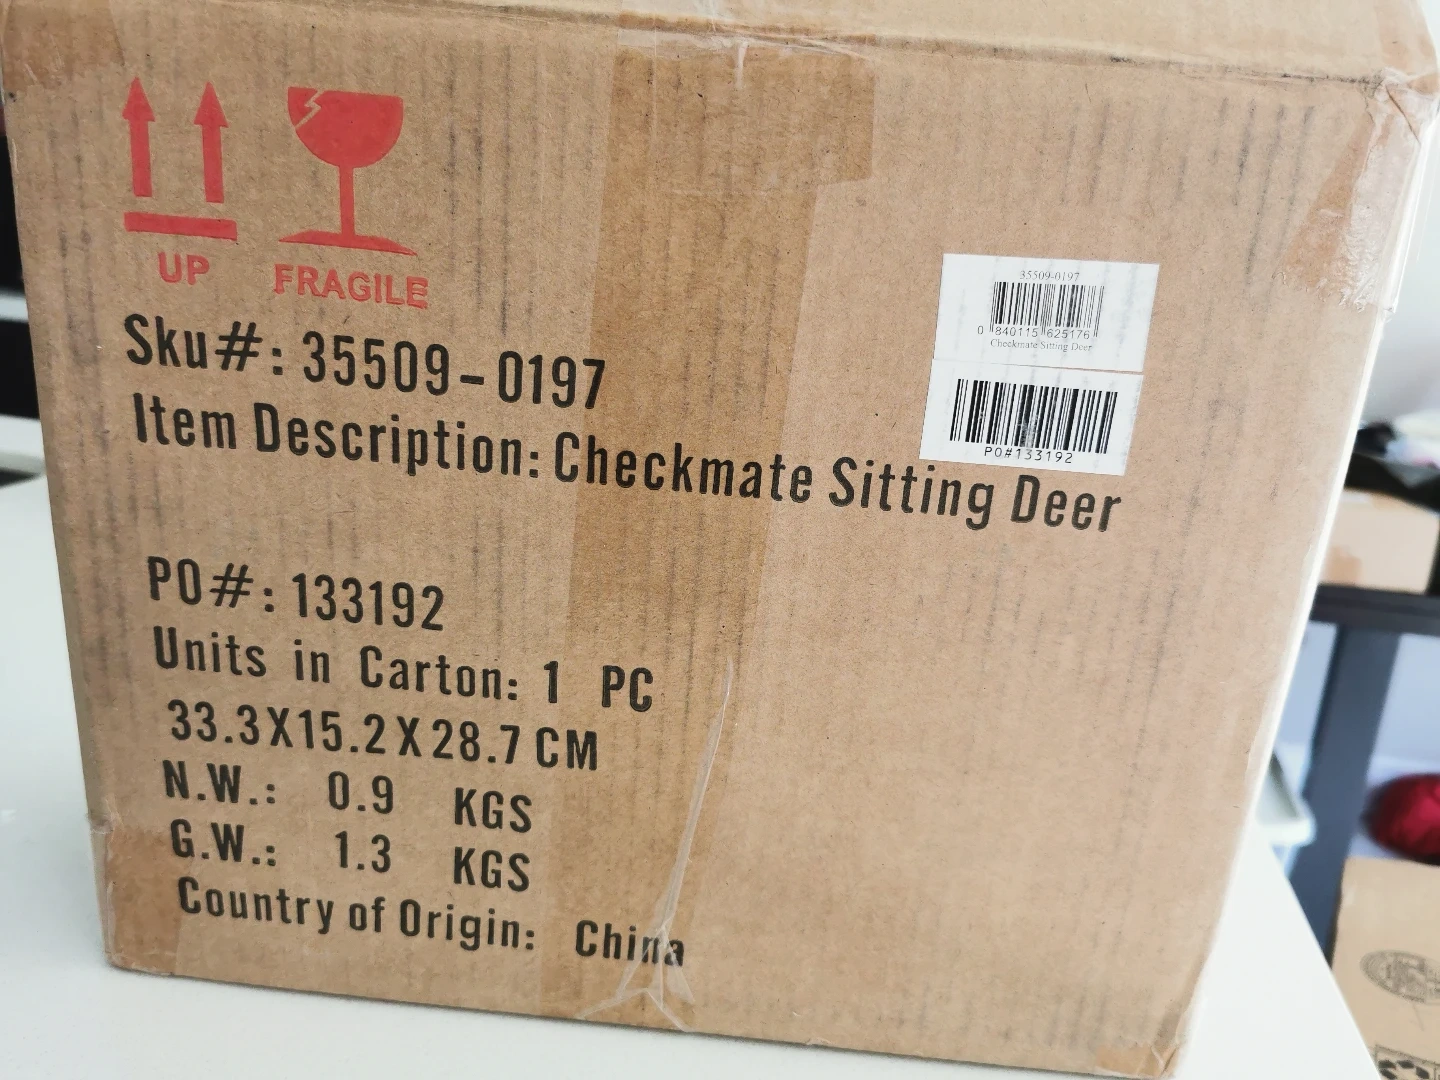 UP FRAGILE
Sku#: 35509-0197
Item Description: Checkmate Sitting Deer
PO#: 133192
Units in Carton: 1 PC
33.3X15.2X28.7 CM
N.W.: 0.9 KGS
G.W.: 1.3 KGS
Country of Origin: China
35509-0197
0 840115 625176
Checkmate Sitting Deer
PO#133192